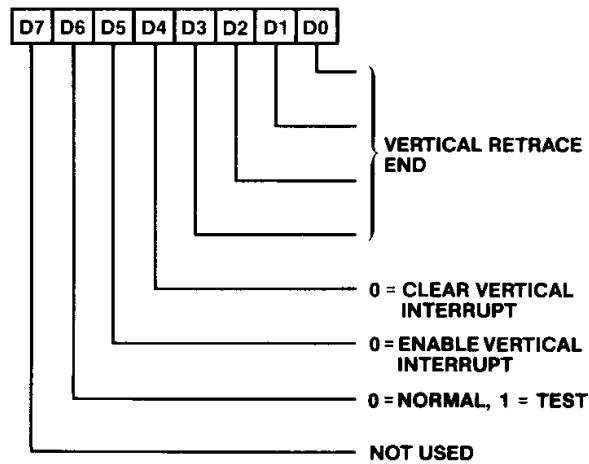 D7 D6 D5 D4 D3 D2 D1 D0
VERTICAL RETRACE
END
0 = CLEAR VERTICAL
INTERRUPT
0 = ENABLE VERTICAL
INTERRUPT
0 = NORMAL, 1 = TEST
NOT USED